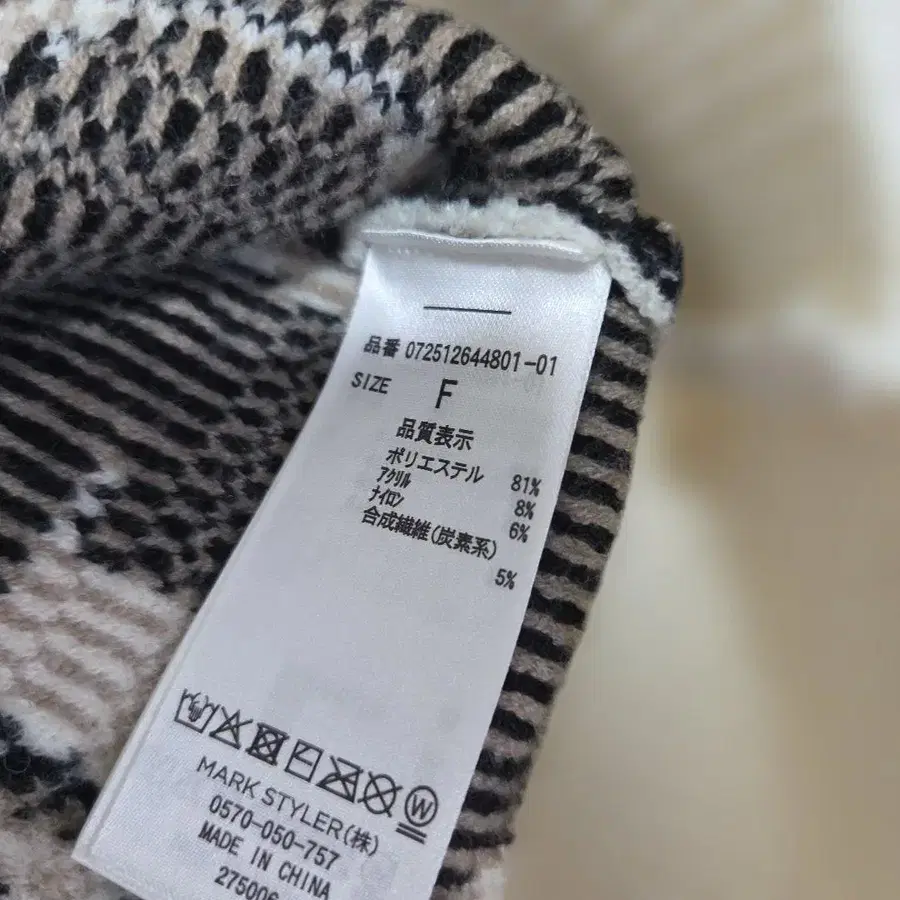 品番 072512644801-01
SIZE F
品質表示
ポリエステル 81%
アクリル 8%
ナイロン 6%
合成繊維(炭素系) 5%
W
MARK STYLER(株)
0570-050-757
MADE IN CHINA
275006